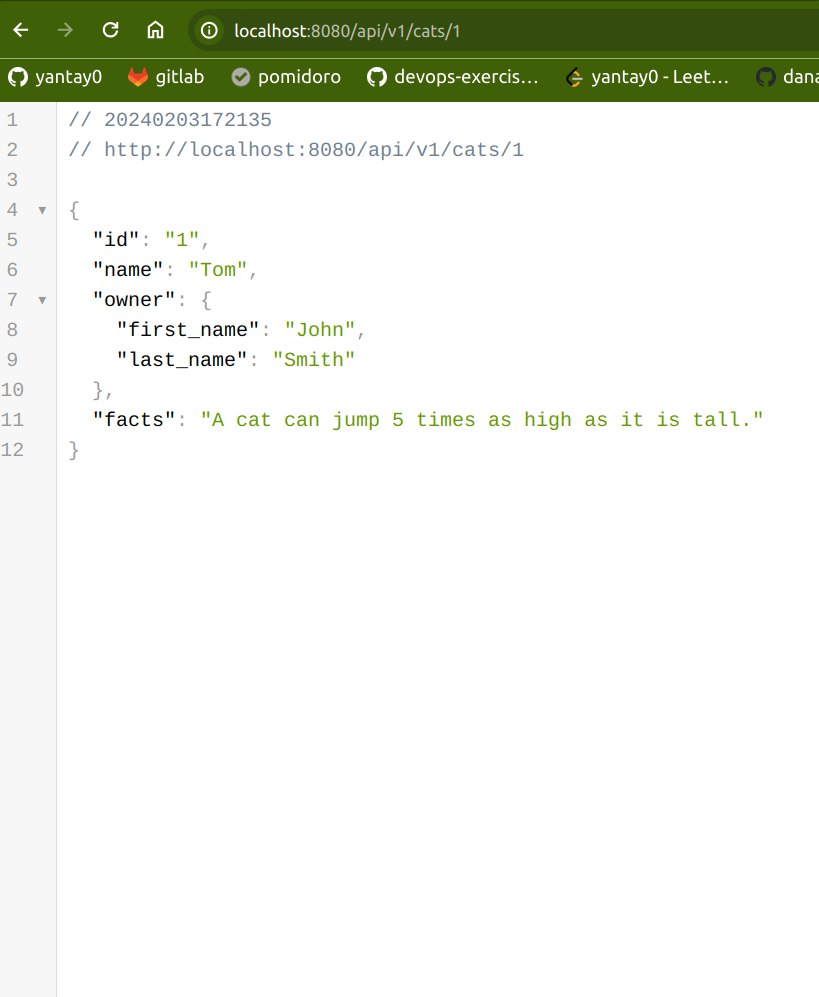 localhost:8080/api/v1/cats/1
yantay0 gitlab pomidoro devops-exercis... yantay0 - Leet... dana
1 // 20240203172135
2 // http://localhost:8080/api/v1/cats/1
3
4 {
5 "id": "1",
6 "name": "Tom",
7 "owner": {
8 "first_name": "John",
9 "last_name": "Smith"
10 },
11 "facts": "A cat can jump 5 times as high as it is tall."
12 }